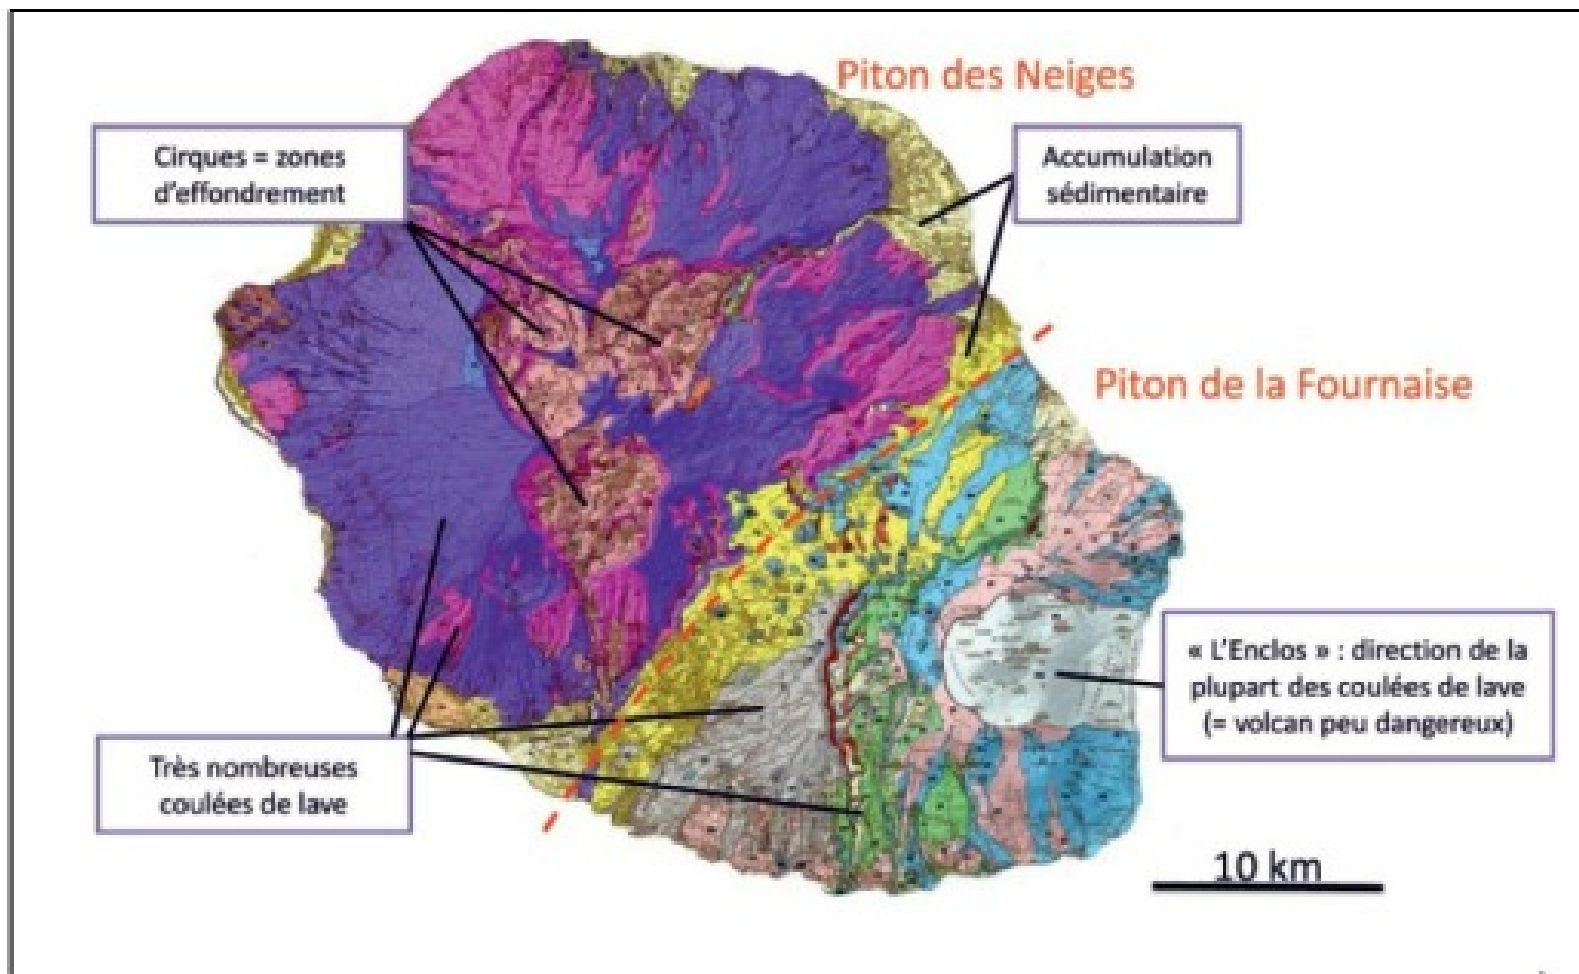 Piton des Neiges
Cirques = zones
d'effondrement
Accumulation
sédimentaire
Piton de la Fournaise
« L'Enclos » : direction de la
plupart des coulées de lave
(= volcan peu dangereux)
Très nombreuses
coulées de lave
10 km